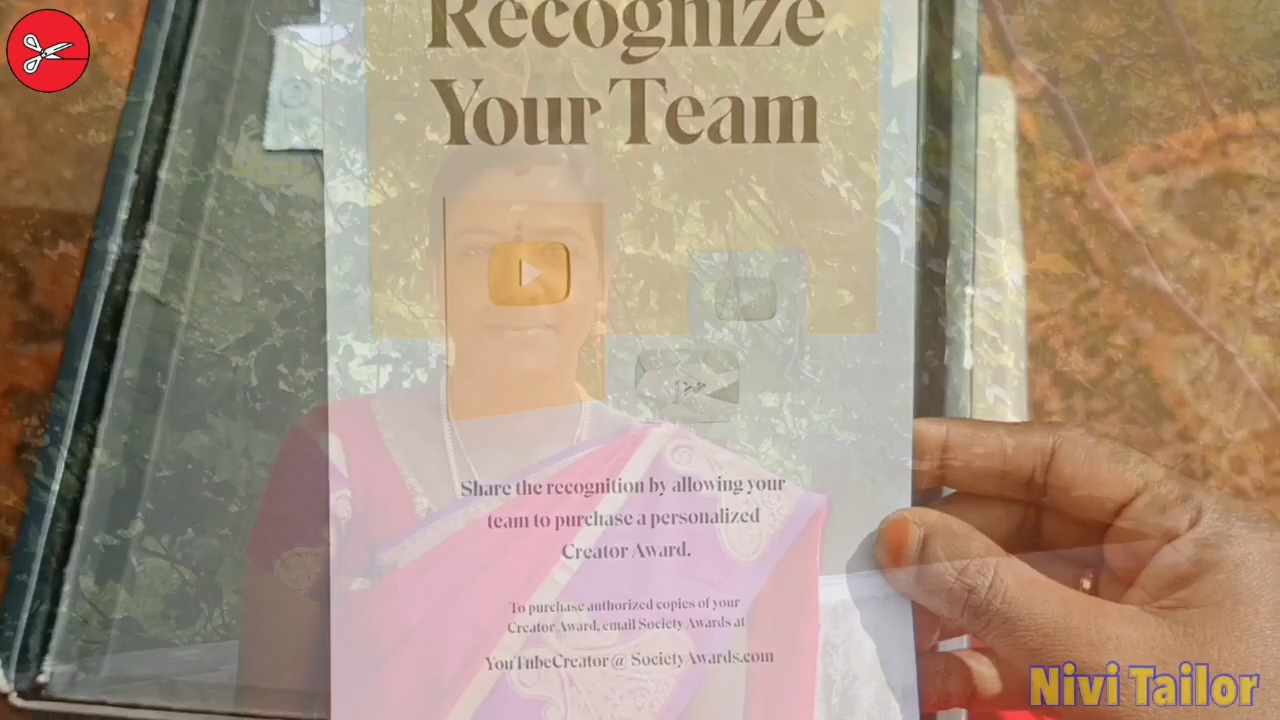 Recognize
Your Team
Share the recognition by allowing your
team to purchase a personalized
Creator Award.
To purchase authorized copies of your
Creator Award, email Society Awards at
YouTubeCreator@SocietyAwards.com
Nivi Tailor